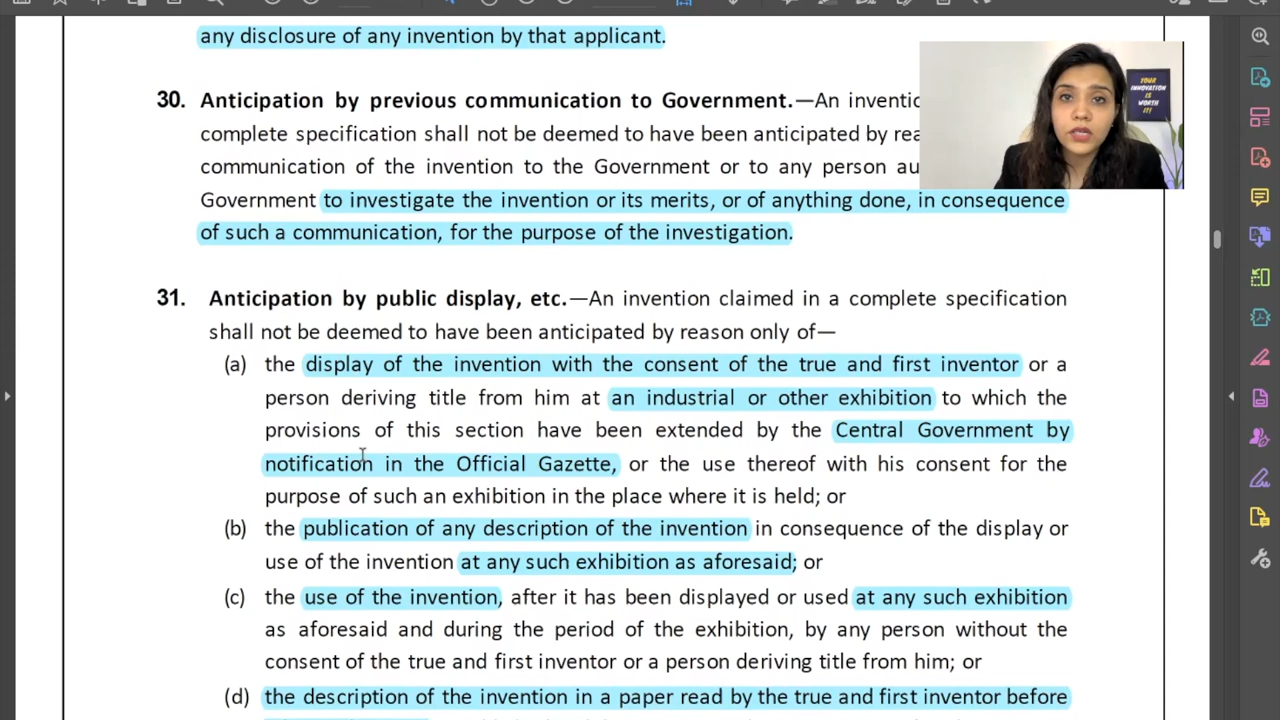 any disclosure of any invention by that applicant.
30. Anticipation by previous communication to Government.—An
complete specification shall not be deemed to have been anticipated by
communication of the invention to the Government or to any person
Government to investigate the invention or its merits, or of anything done, in consequence
of such a communication, for the purpose of the investigation.
YOUR
INNOVATION
IS
WORTH
IT!
31. Anticipation by public display, etc.—An invention claimed in a complete specification
shall not be deemed to have been anticipated by reason only of—
(a) the display of the invention with the consent of the true and first inventor or a
person deriving title from him at an industrial or other exhibition to which the
provisions of this section have been extended by the Central Government by
notification in the Official Gazette, or the use thereof with his consent for the
purpose of such an exhibition in the place where it is held; or
(b) the publication of any description of the invention in consequence of the display or
use of the invention at any such exhibition as aforesaid; or
(c) the use of the invention, after it has been displayed or used at any such exhibition
as aforesaid and during the period of the exhibition, by any person without the
consent of the true and first inventor or a person deriving title from him; or
(d) the description of the invention in a paper read by the true and first inventor before